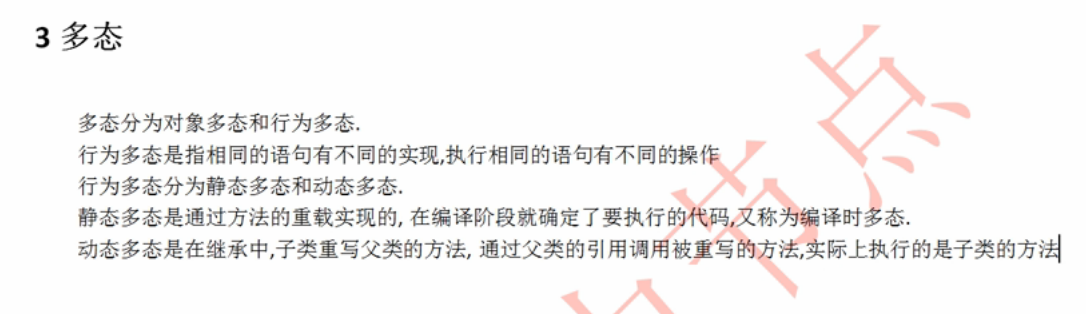 3 多态
多态分为对象多态和行为多态.
行为多态是指相同的语句有不同的实现,执行相同的语句有不同的操作
行为多态分为静态多态和动态多态.
静态多态是通过方法的重载实现的, 在编译阶段就确定了要执行的代码,又称为编译时多态.
动态多态是在继承中,子类重写父类的方法, 通过父类的引用调用被重写的方法,实际上执行的是子类的方法
节点